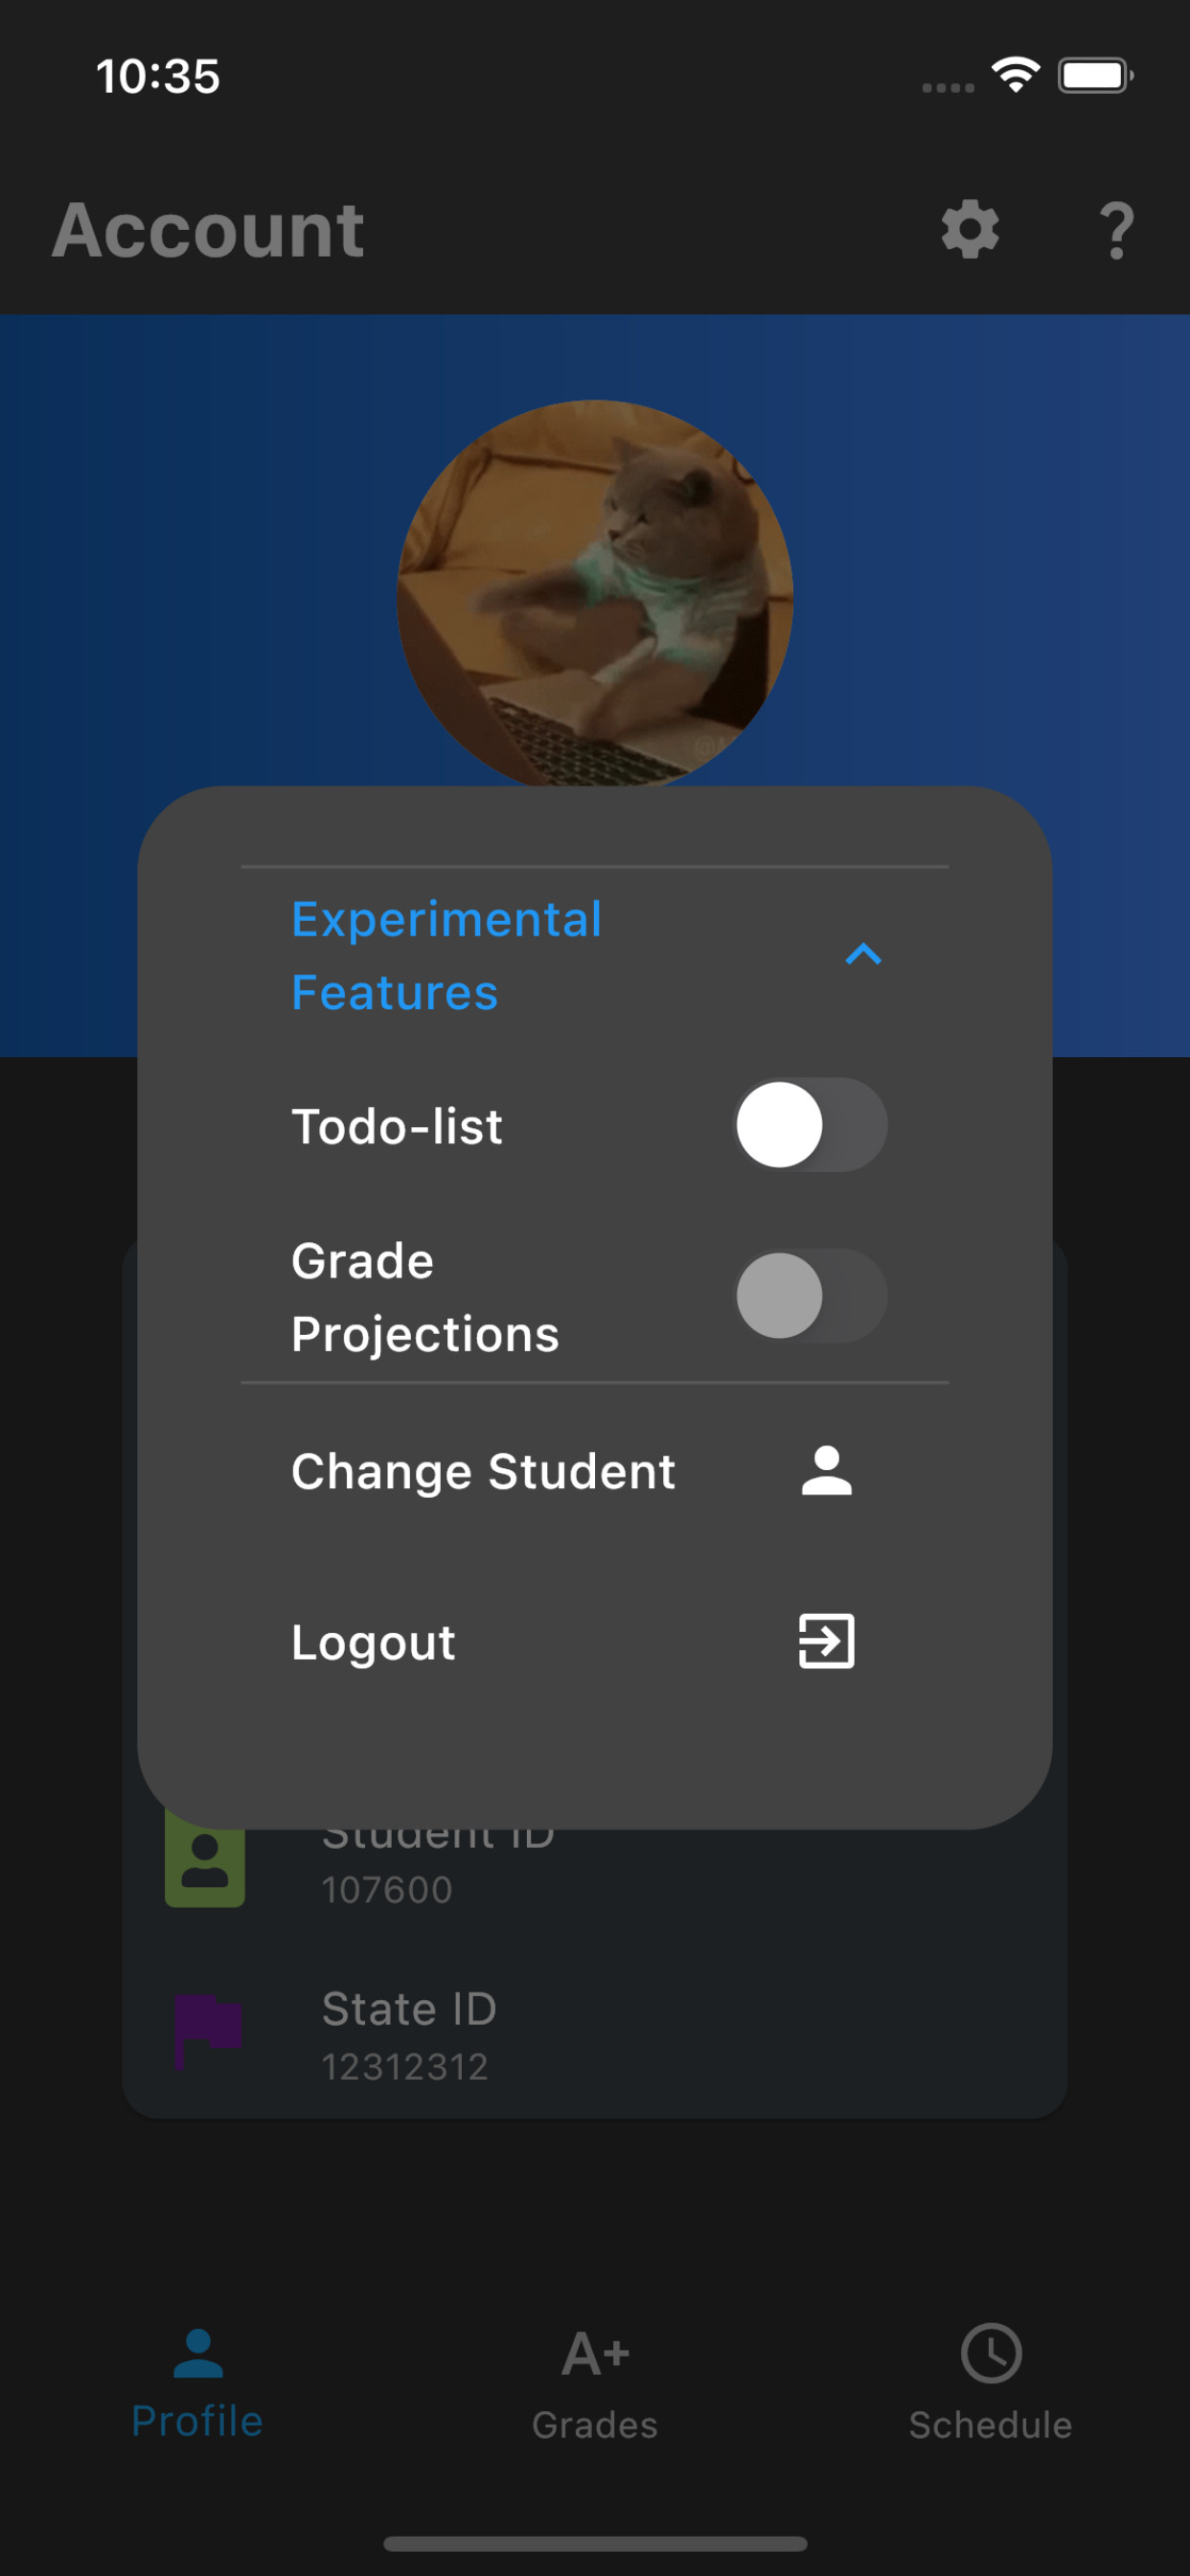 10:35
Account
?
Experimental
Features
Todo-list
Grade
Projections
Change Student
Logout
Student ID
107600
State ID
12312312
A+
Profile
Grades
Schedule